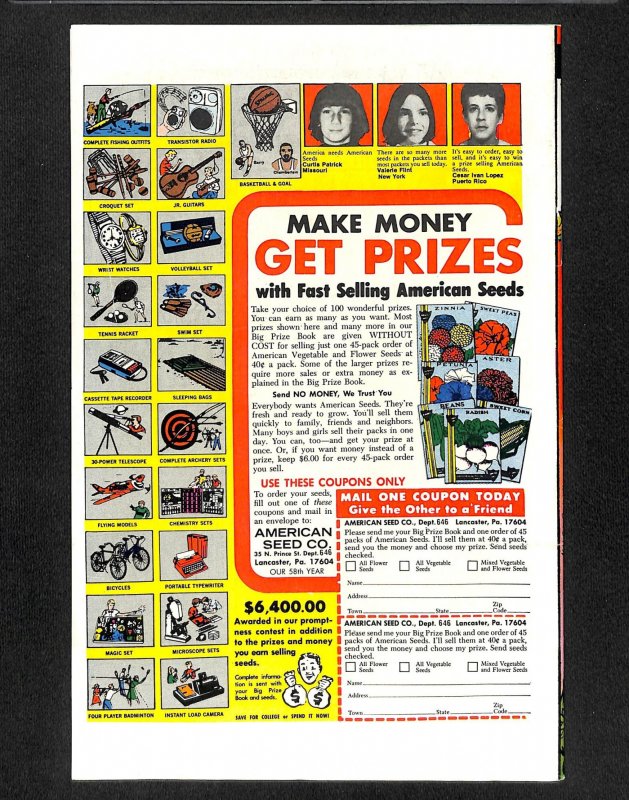 COMPLETE FISHING OUTFITS
TRANSISTOR RADIO
SPALDING
Barry
Chamberlain
BASKETBALL & GOAL
America needs American
Seeds
Curtis Patrick
Missouri
There are so many more
seeds in the packets than
most packets you sell today.
Valerie Flint
New York
It's easy to order, easy to
sell, and it's easy to win
a prize selling American
Seeds.
Cesar Ivan Lopez
Puerto Rico
CROQUET SET
JR. GUITARS
WRIST WATCHES
VOLLEYBALL SET
TENNIS RACKET
SWIM SET
CASSETTE TAPE RECORDER
SLEEPING BAGS
30-POWER TELESCOPE
COMPLETE ARCHERY SETS
FLYING MODELS
CHEMISTRY SETS
BICYCLES
PORTABLE TYPEWRITER
MAGIC SET
MICROSCOPE SETS
FOUR PLAYER BADMINTON
INSTANT LOAD CAMERA
MAKE MONEY
GET PRIZES
with Fast Selling American Seeds
Take your choice of 100 wonderful prizes.
You can earn as many as you want. Most
prizes shown here and many more in our
Big Prize Book are given WITHOUT
COST for selling just one 45-pack order of
American Vegetable and Flower Seeds at
40¢ a pack. Some of the larger prizes re-
quire more sales or extra money as ex-
plained in the Big Prize Book.
Send NO MONEY, We Trust You
Everybody wants American Seeds. They're
fresh and ready to grow. You'll sell them
quickly to family, friends and neighbors.
Many boys and girls sell their packs in one
day. You can, too—and get your prize at
once. Or, if you want money instead of a
prize, keep $6.00 for every 45-pack order
you sell.
ZINNIA
SWEET PEAS
PETUNIA
ASTER
BEANS
RADISH
SWEET CORN
USE THESE COUPONS ONLY
To order your seeds,
fill out one of these
coupons and mail in
an envelope to:
AMERICAN
SEED CO.
35 N. Prince St. Dept. 646
Lancaster, Pa. 17604
OUR 58th YEAR
MAIL ONE COUPON TODAY
Give the Other to a Friend
AMERICAN SEED CO., Dept. 646 Lancaster, Pa. 17604
Please send me your Big Prize Book and one order of 45
packs of American Seeds. I'll sell them at 40¢ a pack,
send you the money and choose my prize. Send seeds
checked.
All Flower
Seeds
All Vegetable
Seeds
Mixed Vegetable
and Flower Seeds
Name
Address
Town State Zip Code
AMERICAN SEED CO., Dept. 646 Lancaster, Pa. 17604
Please send me your Big Prize Book and one order of 45
packs of American Seeds. I'll sell them at 40¢ a pack,
send you the money and choose my prize. Send seeds
checked.
All Flower
Seeds
All Vegetable
Seeds
Mixed Vegetable
and Flower Seeds
Name
Address
Town State Zip Code
$6,400.00
Awarded in our prompt-
ness contest in addition
to the prizes and money
you earn selling
seeds.
Complete informa-
tion is sent with
your Big Prize
Book and seeds.
$ $
SAVE FOR COLLEGE or SPEND IT NOW!